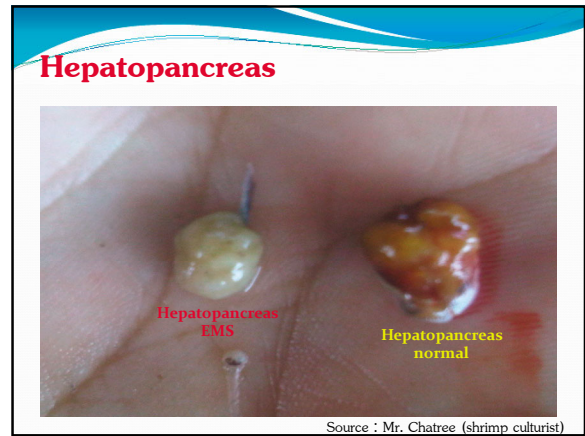 Hepatopancreas
Hepatopancreas
EMS
Hepatopancreas
normal
Source : Mr. Chatree (shrimp culturist)